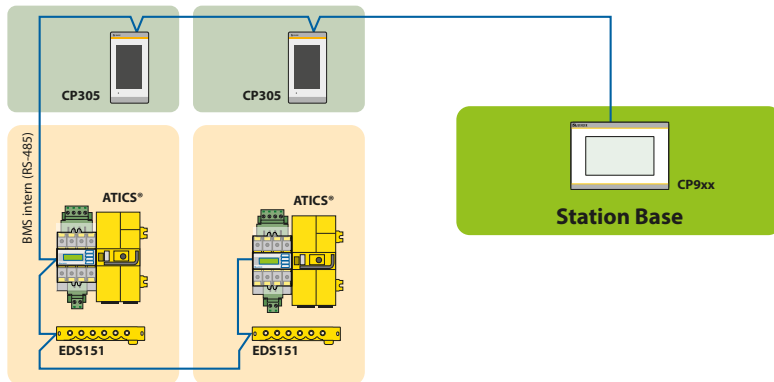 CP305
CP305
CP9xx
Station Base
BMS intern (RS-485)
ATICS®
ATICS®
EDS151
EDS151